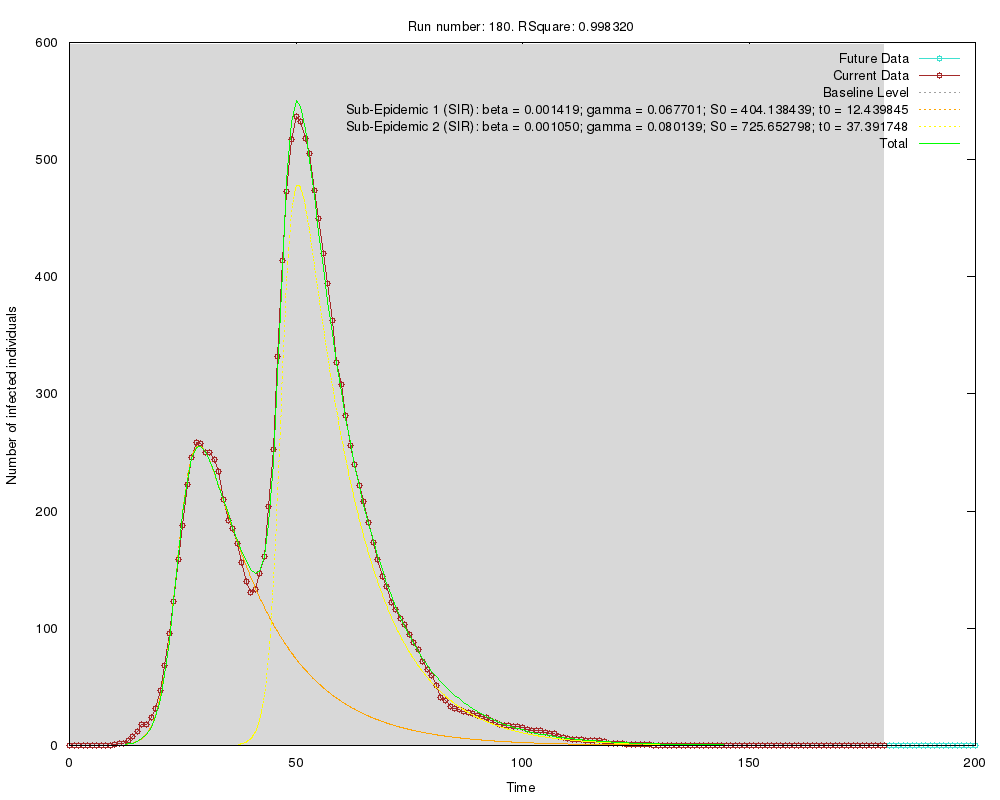 Run number: 180. RSquare: 0.998320
600
Future Data
Current Data
Baseline Level
Sub-Epidemic 1 (SIR): beta = 0.001419; gamma = 0.067701; S0 = 404.138439; t0 = 12.439845
Sub-Epidemic 2 (SIR): beta = 0.001050; gamma = 0.080139; S0 = 725.652798; t0 = 37.391748
Total
500
400
300
200
100
0
Number of infected individuals
0 50 100 150 200
Time